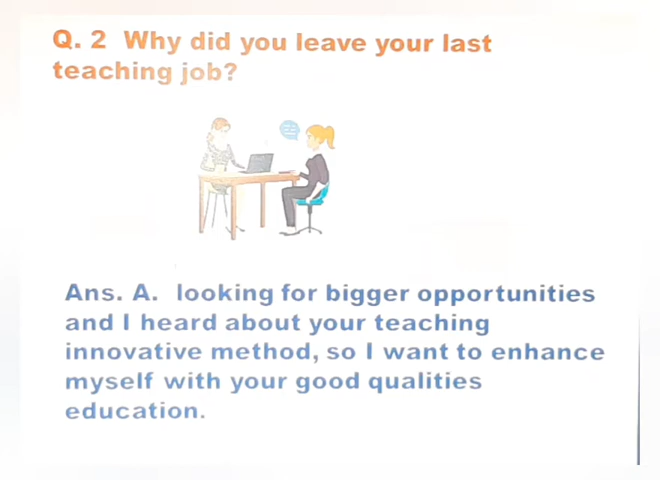 Q. 2 Why did you leave your last
teaching job?
Ans. A. looking for bigger opportunities
and I heard about your teaching
innovative method, so I want to enhance
myself with your good qualities
education.